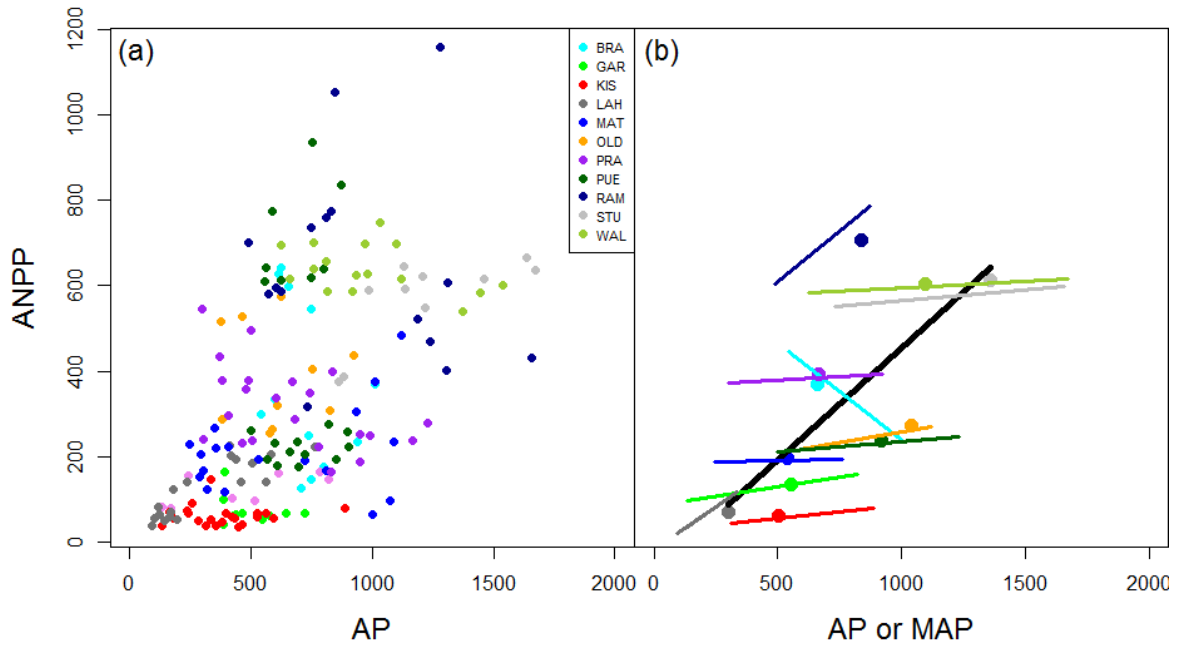 (a)
(b)
BRA
GAR
KIS
LAH
MAT
OLD
PRA
PUE
RAM
STU
WAL
1200
1000
800
600
400
200
0
ANPP
0 500 1000 1500 2000
0 500 1000 1500 2000
AP
AP or MAP